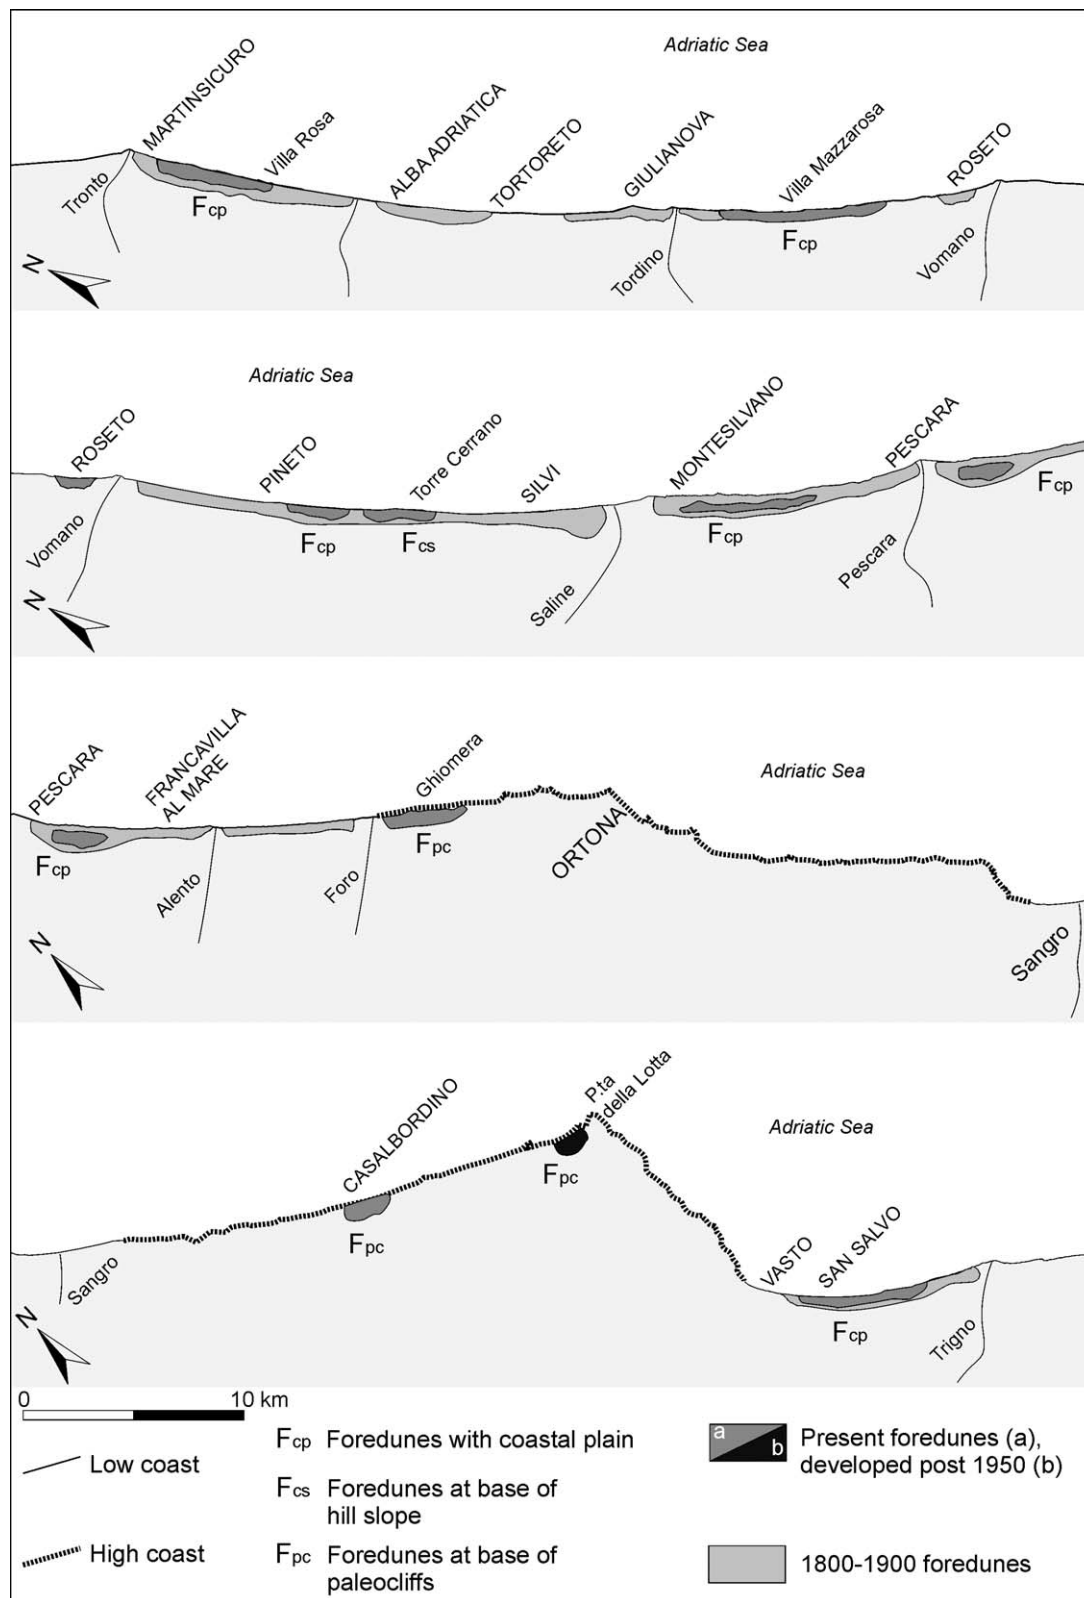 Adriatic Sea
MARTINSICURO
Villa Rosa
ALBA ADRIATICA
TORTORETO
GIULIANOVA
Villa Mazzarosa
ROSETO
Tronto
Fcp
Fcp
Tordino
Vomano
N
Adriatic Sea
ROSETO
PINETO
Torre Cerrano
SILVI
MONTESILVANO
PESCARA
Vomano
Fcp
Fcs
Saline
Fcp
Pescara
Fcp
N
Adriatic Sea
PESCARA
FRANCAVILLA
AL MARE
Ghiomera
ORTONA
Fcp
Alento
Foro
Fpc
Sangro
N
Adriatic Sea
CASALBORDINO
P.ta
della Lotta
Fpc
Fpc
Sangro
VASTO
SAN SALVO
Fcp
Trigno
N
0 10 km
Low coast
High coast
Fcp Foredunes with coastal plain
Fcs Foredunes at base of
hill slope
Fpc Foredunes at base of
paleocliffs
a
b
Present foredunes (a),
developed post 1950 (b)
1800-1900 foredunes